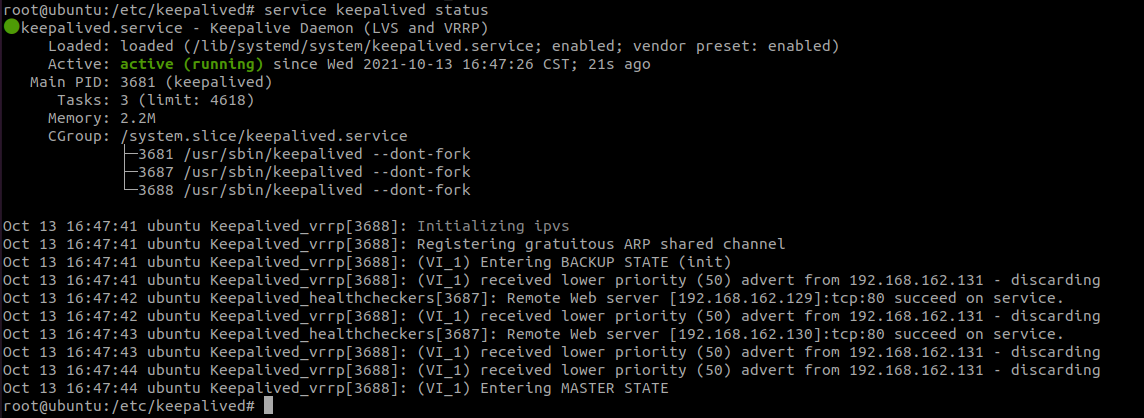 root@ubuntu:/etc/keepalived# service keepalived status
●keepalived.service - Keepalive Daemon (LVS and VRRP)
     Loaded: loaded (/lib/systemd/system/keepalived.service; enabled; vendor preset: enabled)
     Active: active (running) since Wed 2021-10-13 16:47:26 CST; 21s ago
   Main PID: 3681 (keepalived)
      Tasks: 3 (limit: 4618)
     Memory: 2.2M
     CGroup: /system.slice/keepalived.service
             ├─3681 /usr/sbin/keepalived --dont-fork
             ├─3687 /usr/sbin/keepalived --dont-fork
             └─3688 /usr/sbin/keepalived --dont-fork

Oct 13 16:47:41 ubuntu Keepalived_vrrp[3688]: Initializing ipvs
Oct 13 16:47:41 ubuntu Keepalived_vrrp[3688]: Registering gratuitous ARP shared channel
Oct 13 16:47:41 ubuntu Keepalived_vrrp[3688]: (VI_1) Entering BACKUP STATE (init)
Oct 13 16:47:41 ubuntu Keepalived_vrrp[3688]: (VI_1) received lower priority (50) advert from 192.168.162.131 - discarding
Oct 13 16:47:42 ubuntu Keepalived_healthcheckers[3687]: Remote Web server [192.168.162.129]:tcp:80 succeed on service.
Oct 13 16:47:42 ubuntu Keepalived_vrrp[3688]: (VI_1) received lower priority (50) advert from 192.168.162.131 - discarding
Oct 13 16:47:43 ubuntu Keepalived_healthcheckers[3687]: Remote Web server [192.168.162.130]:tcp:80 succeed on service.
Oct 13 16:47:43 ubuntu Keepalived_vrrp[3688]: (VI_1) received lower priority (50) advert from 192.168.162.131 - discarding
Oct 13 16:47:44 ubuntu Keepalived_vrrp[3688]: (VI_1) received lower priority (50) advert from 192.168.162.131 - discarding
Oct 13 16:47:44 ubuntu Keepalived_vrrp[3688]: (VI_1) Entering MASTER STATE
root@ubuntu:/etc/keepalived#